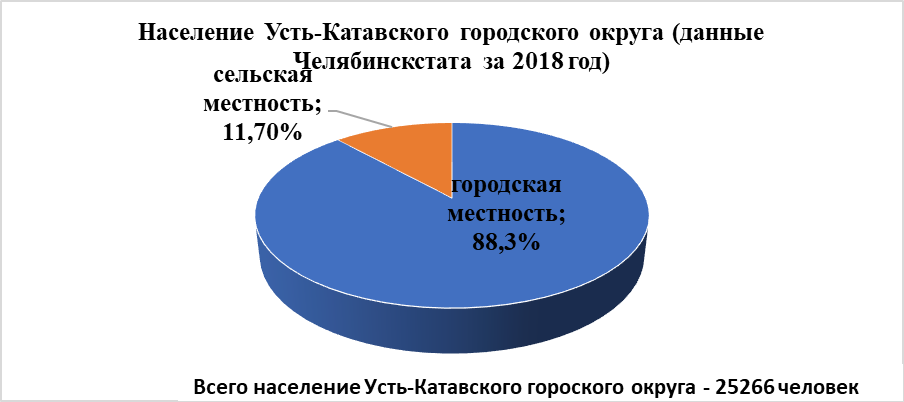 Население Усть-Катавского городского округа (данные
Челябинскстата за 2018 год)
сельская
местность;
11,70%
городская
местность;
88,3%
Всего население Усть-Катавского гороского округа - 25266 человек